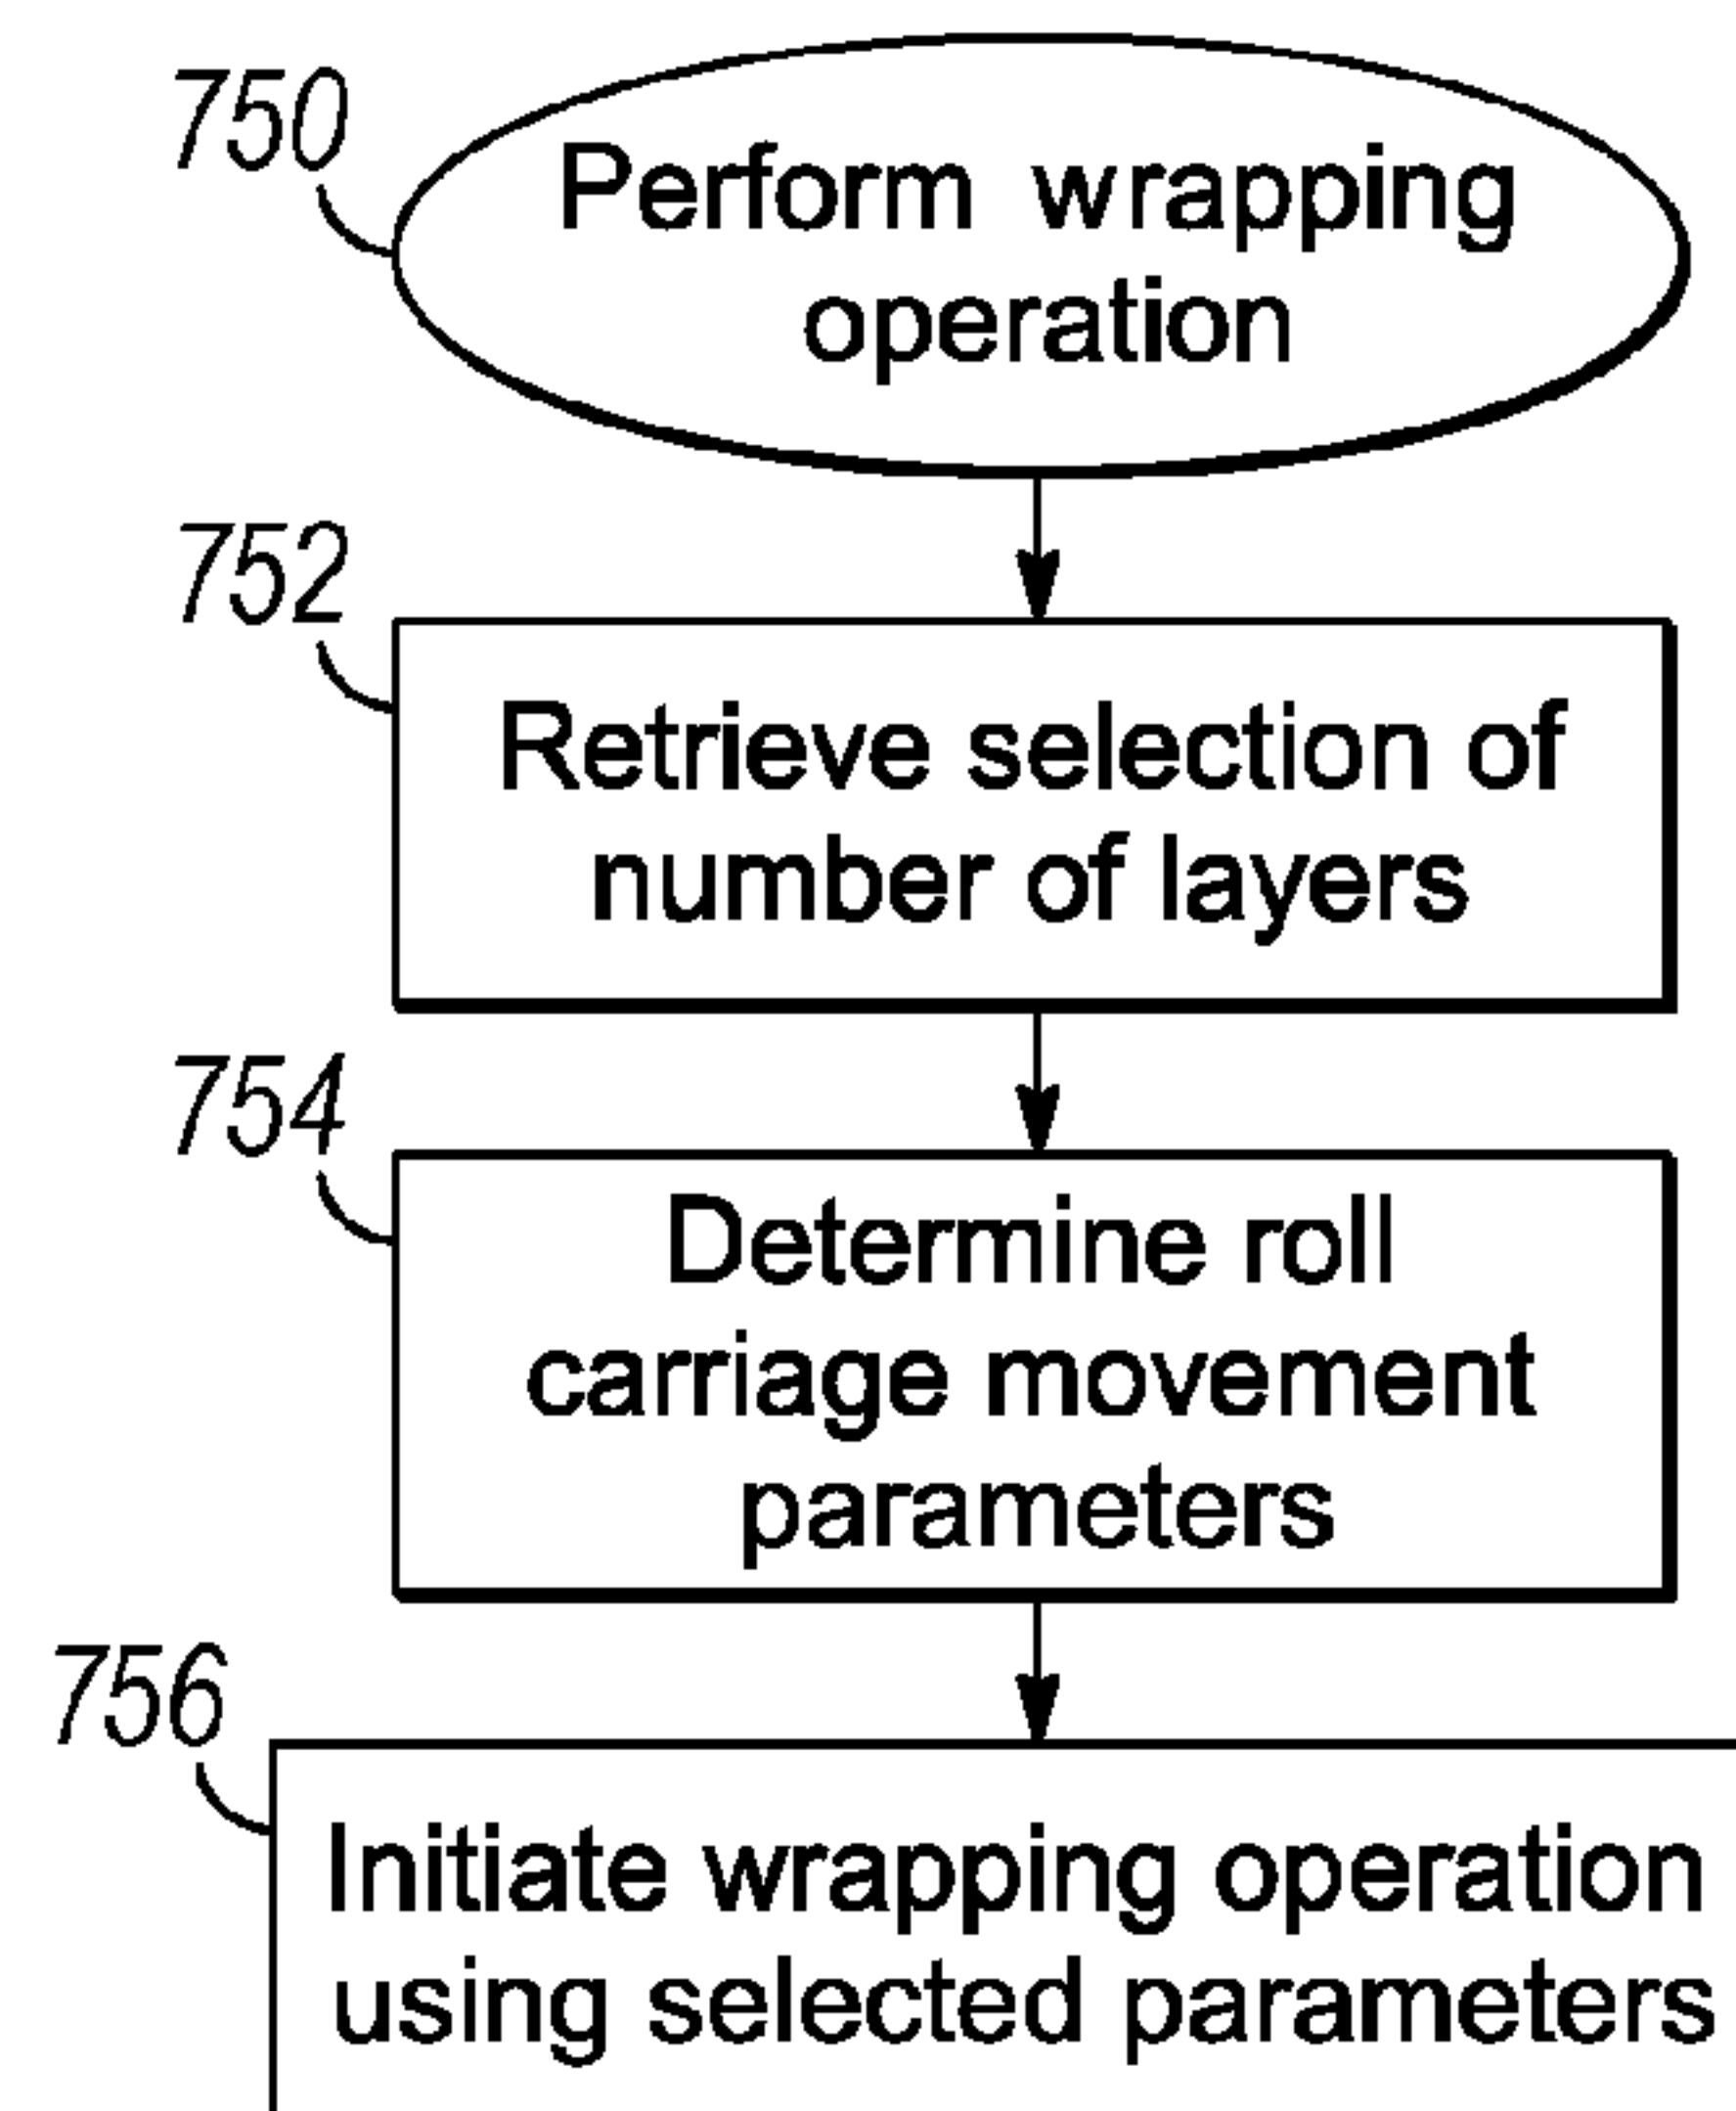 750
Perform wrapping
operation
752
Retrieve selection of
number of layers
754
Determine roll
carriage movement
parameters
756
Initiate wrapping operation
using selected parameters